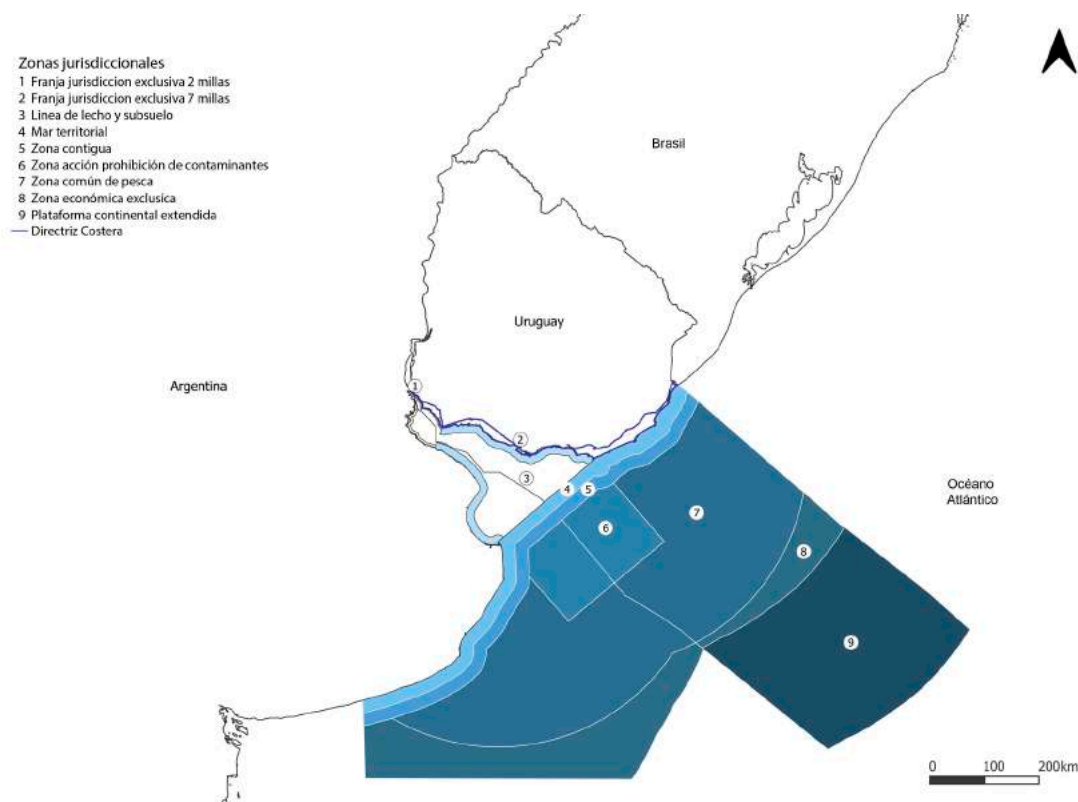 Zonas jurisdiccionales
1 Franja jurisdiccion exclusiva 2 millas
2 Franja jurisdiccion exclusiva 7 millas
3 Linea de lecho y subsuelo
4 Mar territorial
5 Zona contigua
6 Zona acción prohibición de contaminantes
7 Zona común de pesca
8 Zona económica exclusica
9 Plataforma continental extendida
Directriz Costera
Brasil
Uruguay
Argentina
1
2
3
4 5
6
7
8
9
Océano
Atlántico
0 100 200km